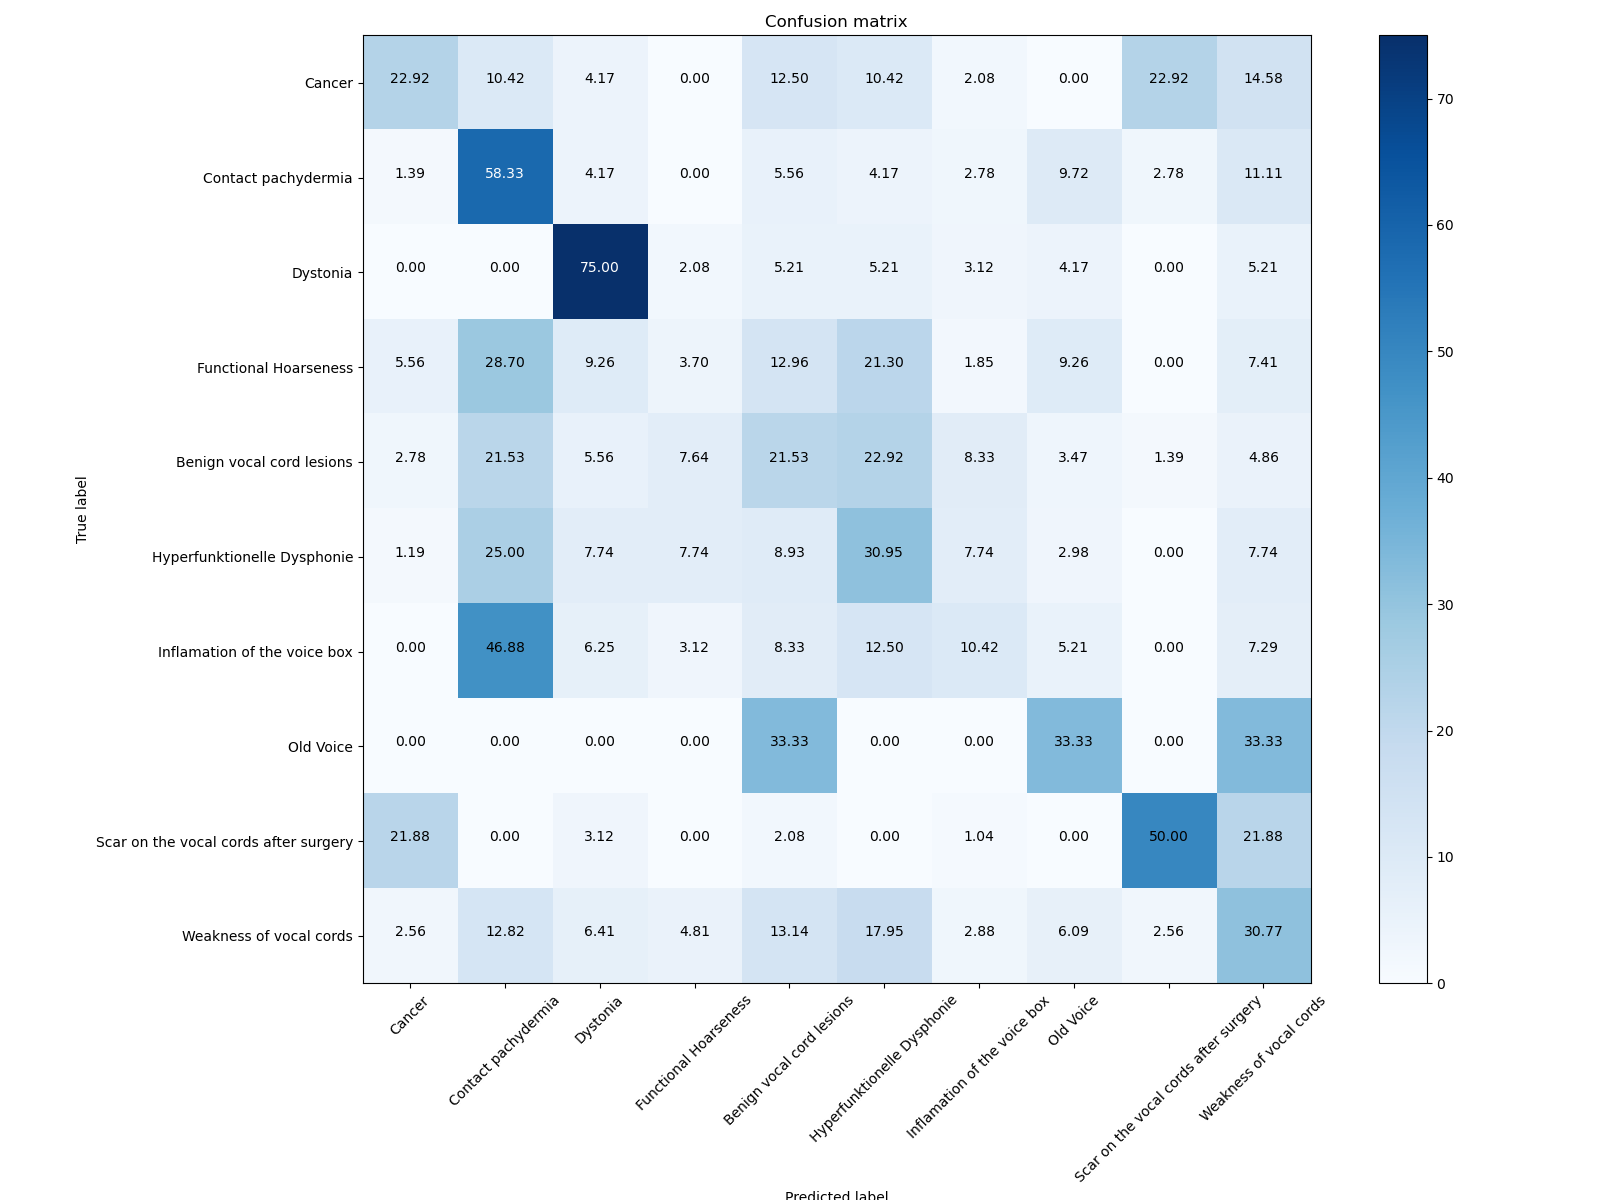 Confusion matrix
Cancer 22.92 10.42 4.17 0.00 12.50 10.42 2.08 0.00 22.92 14.58
Contact pachydermia 1.39 58.33 4.17 0.00 5.56 4.17 2.78 9.72 2.78 11.11
Dystonia 0.00 0.00 75.00 2.08 5.21 5.21 3.12 4.17 0.00 5.21
Functional Hoarseness 5.56 28.70 9.26 3.70 12.96 21.30 1.85 9.26 0.00 7.41
Benign vocal cord lesions 2.78 21.53 5.56 7.64 21.53 22.92 8.33 3.47 1.39 4.86
Hyperfunktionelle Dysphonie 1.19 25.00 7.74 7.74 8.93 30.95 7.74 2.98 0.00 7.74
Inflamation of the voice box 0.00 46.88 6.25 3.12 8.33 12.50 10.42 5.21 0.00 7.29
Old Voice 0.00 0.00 0.00 0.00 33.33 0.00 0.00 33.33 0.00 33.33
Scar on the vocal cords after surgery 21.88 0.00 3.12 0.00 2.08 0.00 1.04 0.00 50.00 21.88
Weakness of vocal cords 2.56 12.82 6.41 4.81 13.14 17.95 2.88 6.09 2.56 30.77
True label
Cancer
Contact pachydermia
Dystonia
Functional Hoarseness
Benign vocal cord lesions
Hyperfunktionelle Dysphonie
Inflamation of the voice box
Old Voice
Scar on the vocal cords after surgery
Weakness of vocal cords
Predicted label
70
60
50
40
30
20
10
0